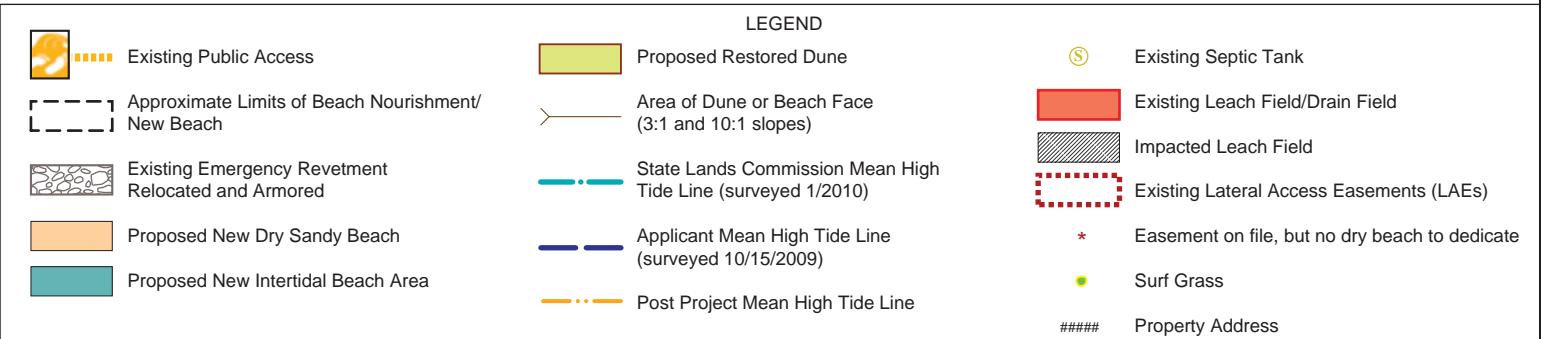 LEGEND
Existing Public Access
Approximate Limits of Beach Nourishment/
New Beach
Existing Emergency Revetment
Relocated and Armored
Proposed New Dry Sandy Beach
Proposed New Intertidal Beach Area
Proposed Restored Dune
Area of Dune or Beach Face
(3:1 and 10:1 slopes)
State Lands Commission Mean High
Tide Line (surveyed 1/2010)
Applicant Mean High Tide Line
(surveyed 10/15/2009)
Post Project Mean High Tide Line
S Existing Septic Tank
Existing Leach Field/Drain Field
Impacted Leach Field
Existing Lateral Access Easements (LAEs)
* Easement on file, but no dry beach to dedicate
Surf Grass
##### Property Address